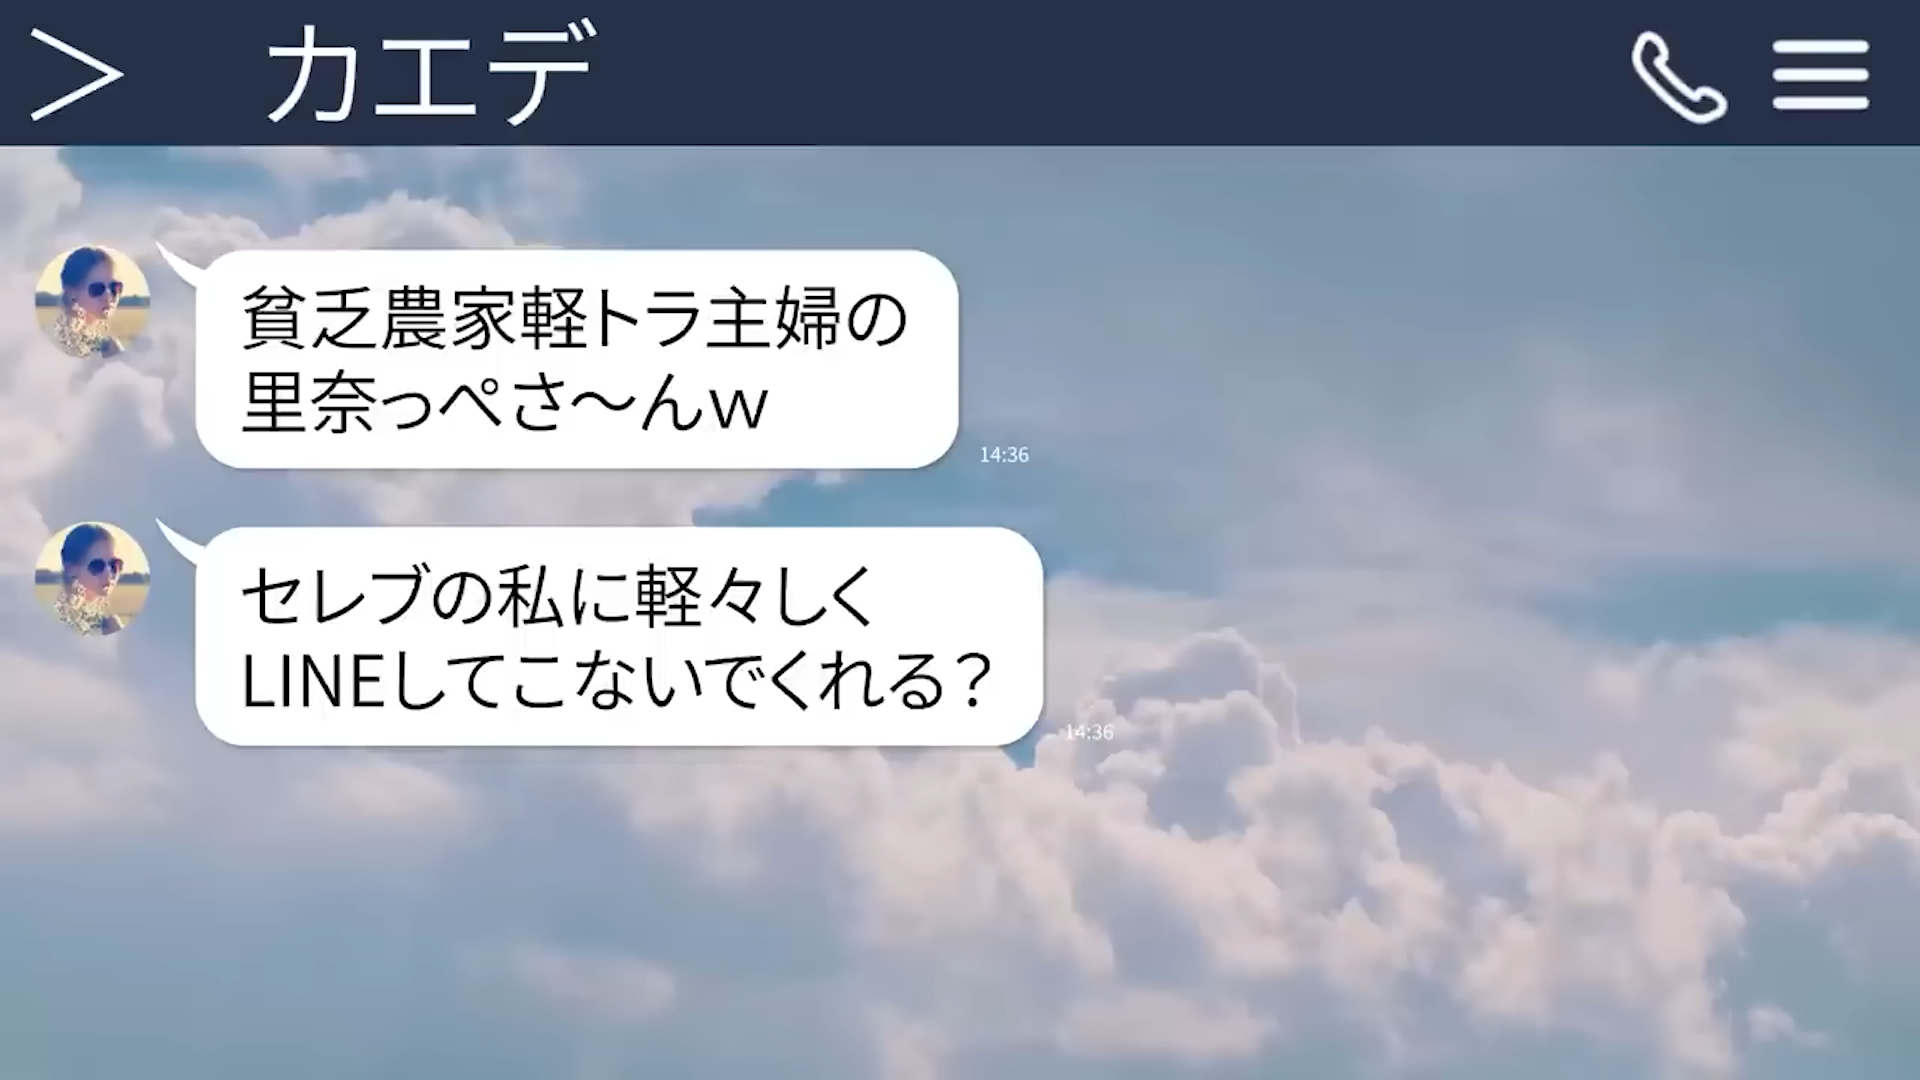 ＞ カエデ
貧乏農家軽トラ主婦の
里奈っぺさ〜んｗ
14:36
セレブの私に軽々しく
LINEしてこないでくれる？
14:36